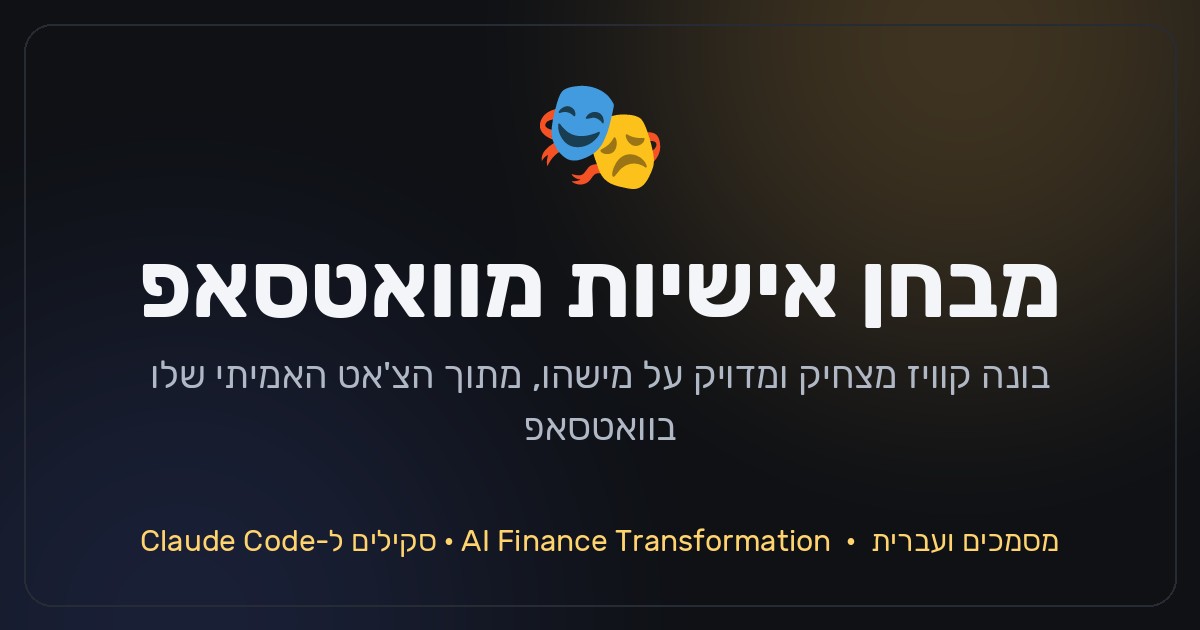 מבחן אישיות מוואטסאפ
בונה קוויז מצחיק ומדויק על מישהו, מתוך הצ'אט האמיתי שלו
בוואטסאפ
מסמכים ועברית • AI Finance Transformation • סקילים ל-Claude Code